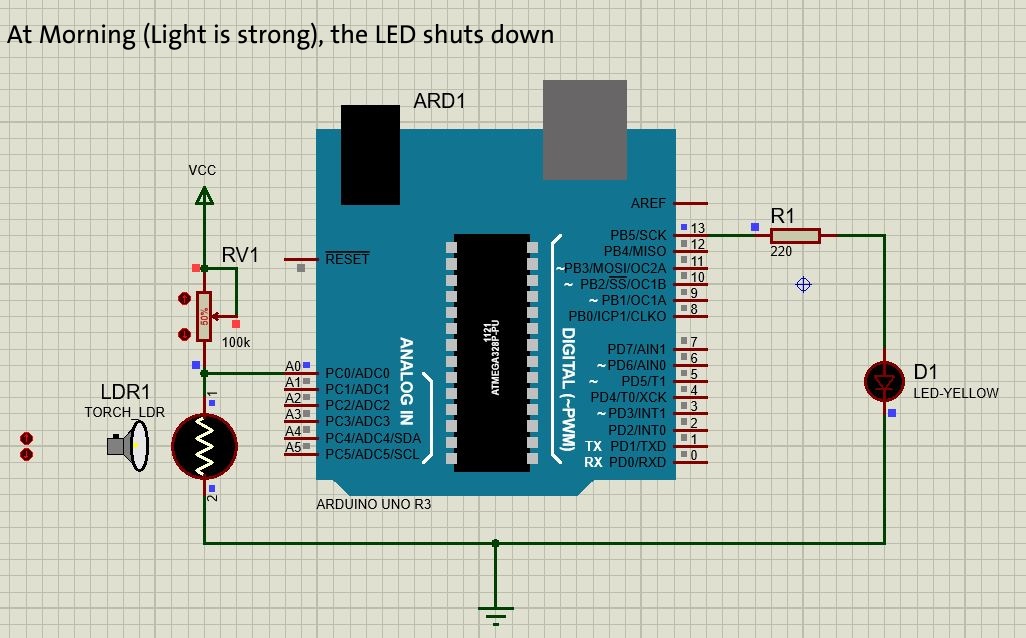 At Morning (Light is strong), the LED shuts down
ARD1
VCC
RV1
50%
100k
LDR1
TORCH_LDR
1
2
RESET
A0 PC0/ADC0
A1 PC1/ADC1
A2 PC2/ADC2
A3 PC3/ADC3
A4 PC4/ADC4/SDA
A5 PC5/ADC5/SCL
ANALOG IN
1121
ATMEGA328P-PU
DIGITAL (~PWM)
AREF
PB5/SCK 13
PB4/MISO 12
~PB3/MOSI/OC2A 11
~ PB2/SS/OC1B 10
~ PB1/OC1A 9
PB0/ICP1/CLKO 8
PD7/AIN1 7
~PD6/AIN0 6
~ PD5/T1 5
PD4/T0/XCK 4
~PD3/INT1 3
PD2/INT0 2
TX PD1/TXD 1
RX PD0/RXD 0
ARDUINO UNO R3
R1
220
D1
LED-YELLOW